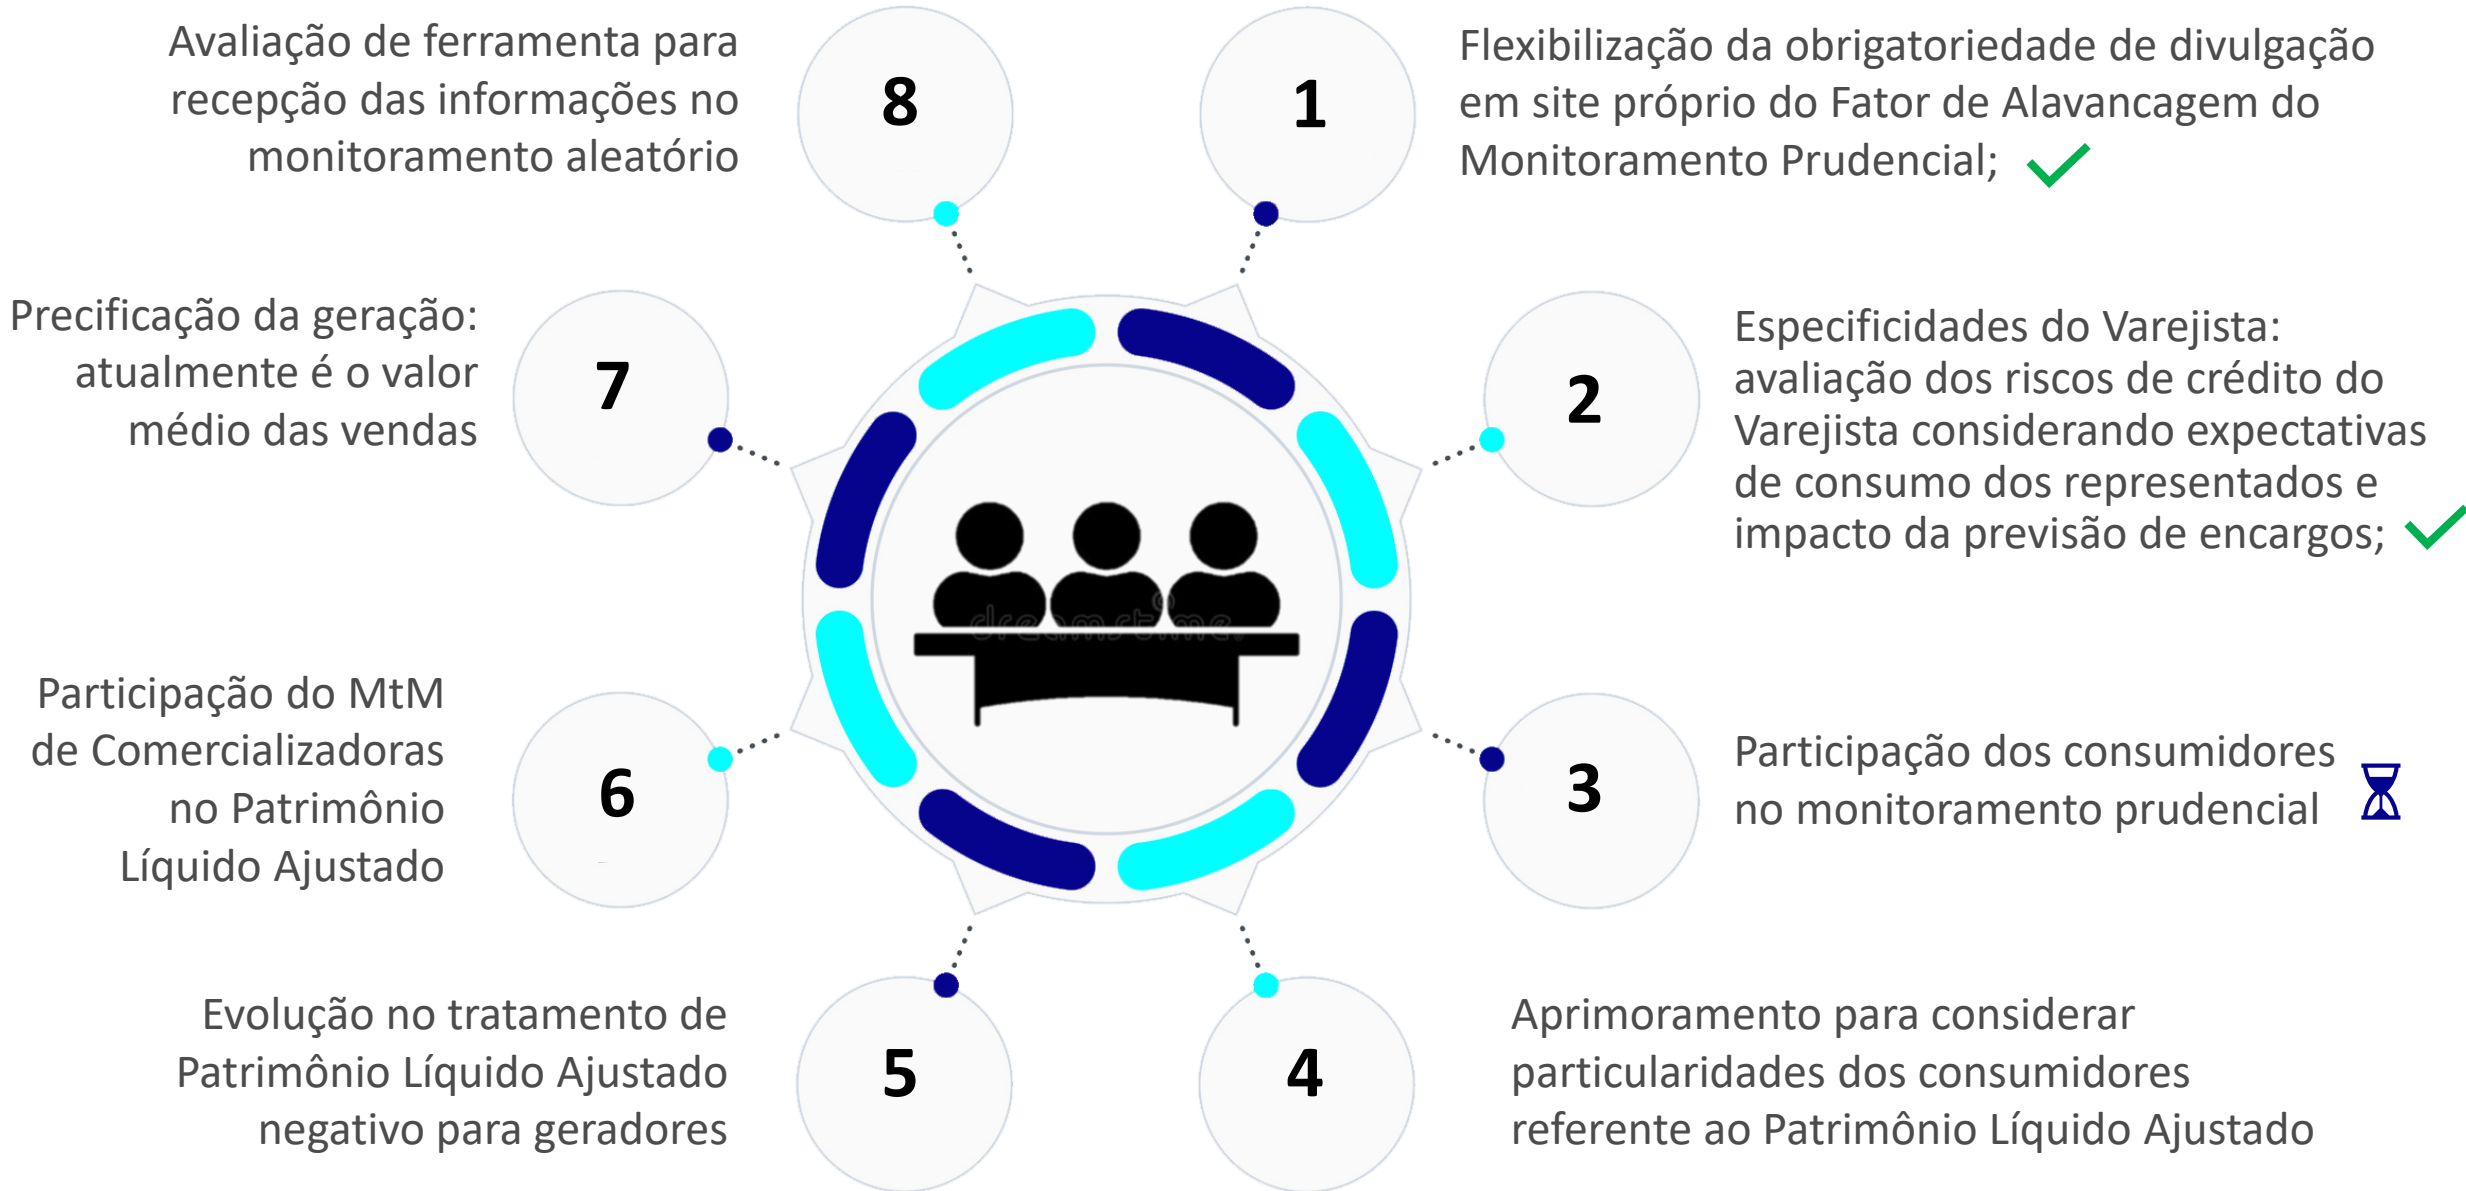 1
Flexibilização da obrigatoriedade de divulgação
em site próprio do Fator de Alavancagem do
Monitoramento Prudencial;
2
Especificidades do Varejista:
avaliação dos riscos de crédito do
Varejista considerando expectativas
de consumo dos representados e
impacto da previsão de encargos;
3
Participação dos consumidores
no monitoramento prudencial
4
Aprimoramento para considerar
particularidades dos consumidores
referente ao Patrimônio Líquido Ajustado
5
Evolução no tratamento de
Patrimônio Líquido Ajustado
negativo para geradores
6
Participação do MtM
de Comercializadoras
no Patrimônio
Líquido Ajustado
7
Precificação da geração:
atualmente é o valor
médio das vendas
8
Avaliação de ferramenta para
recepção das informações no
monitoramento aleatório
dreamstime